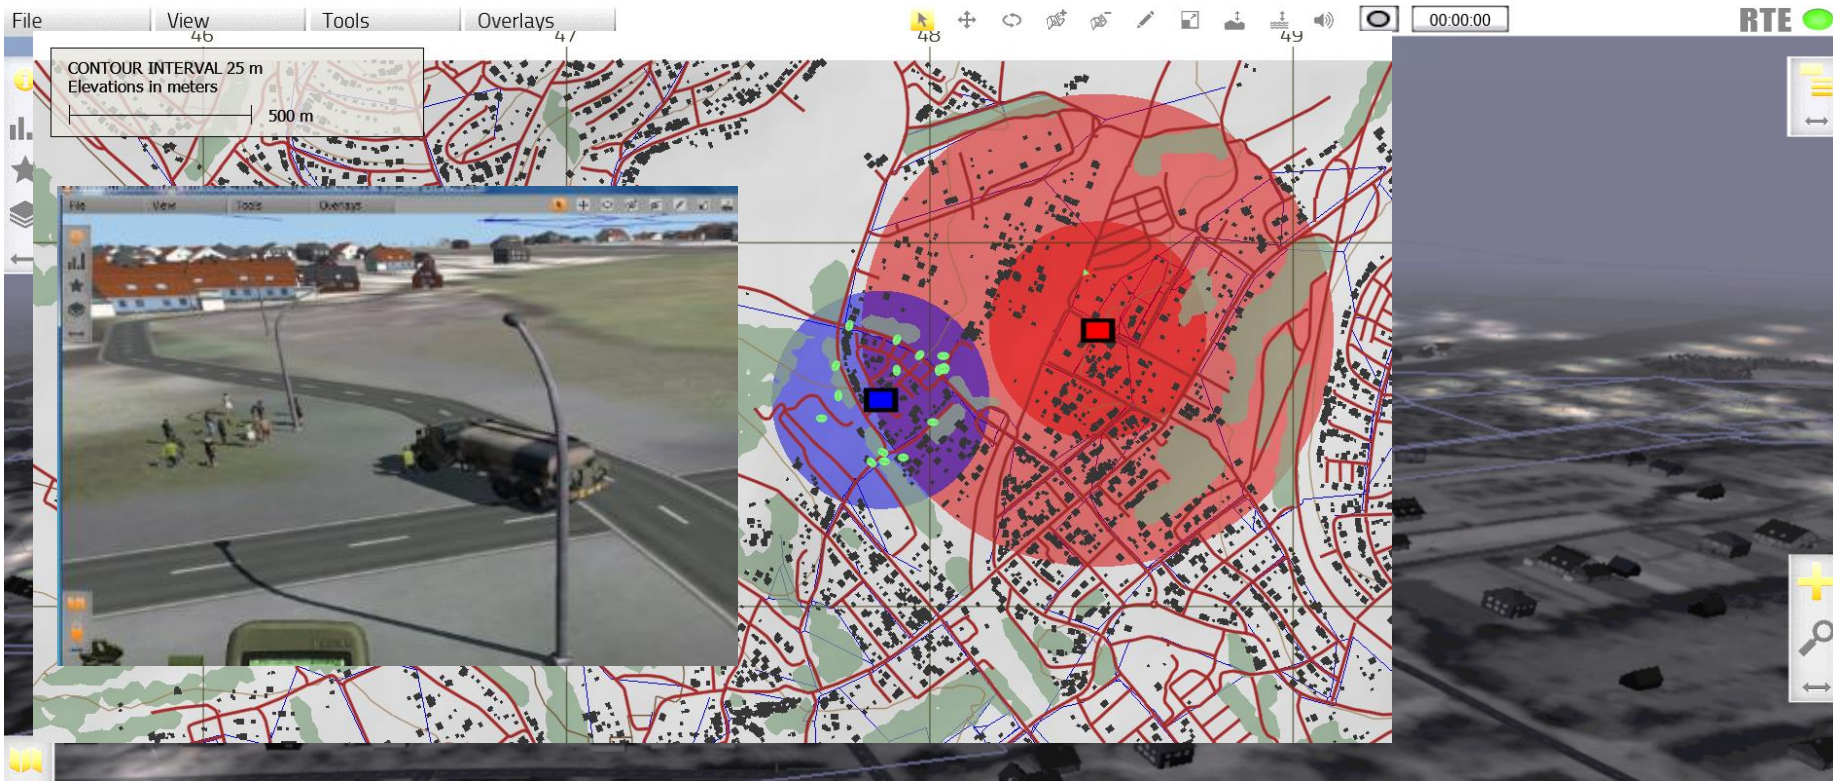 File View Tools Overlays 00:00:00 RTE
46 47 48 49
CONTOUR INTERVAL 25 m
Elevations in meters
500 m
File View Tools Overlays